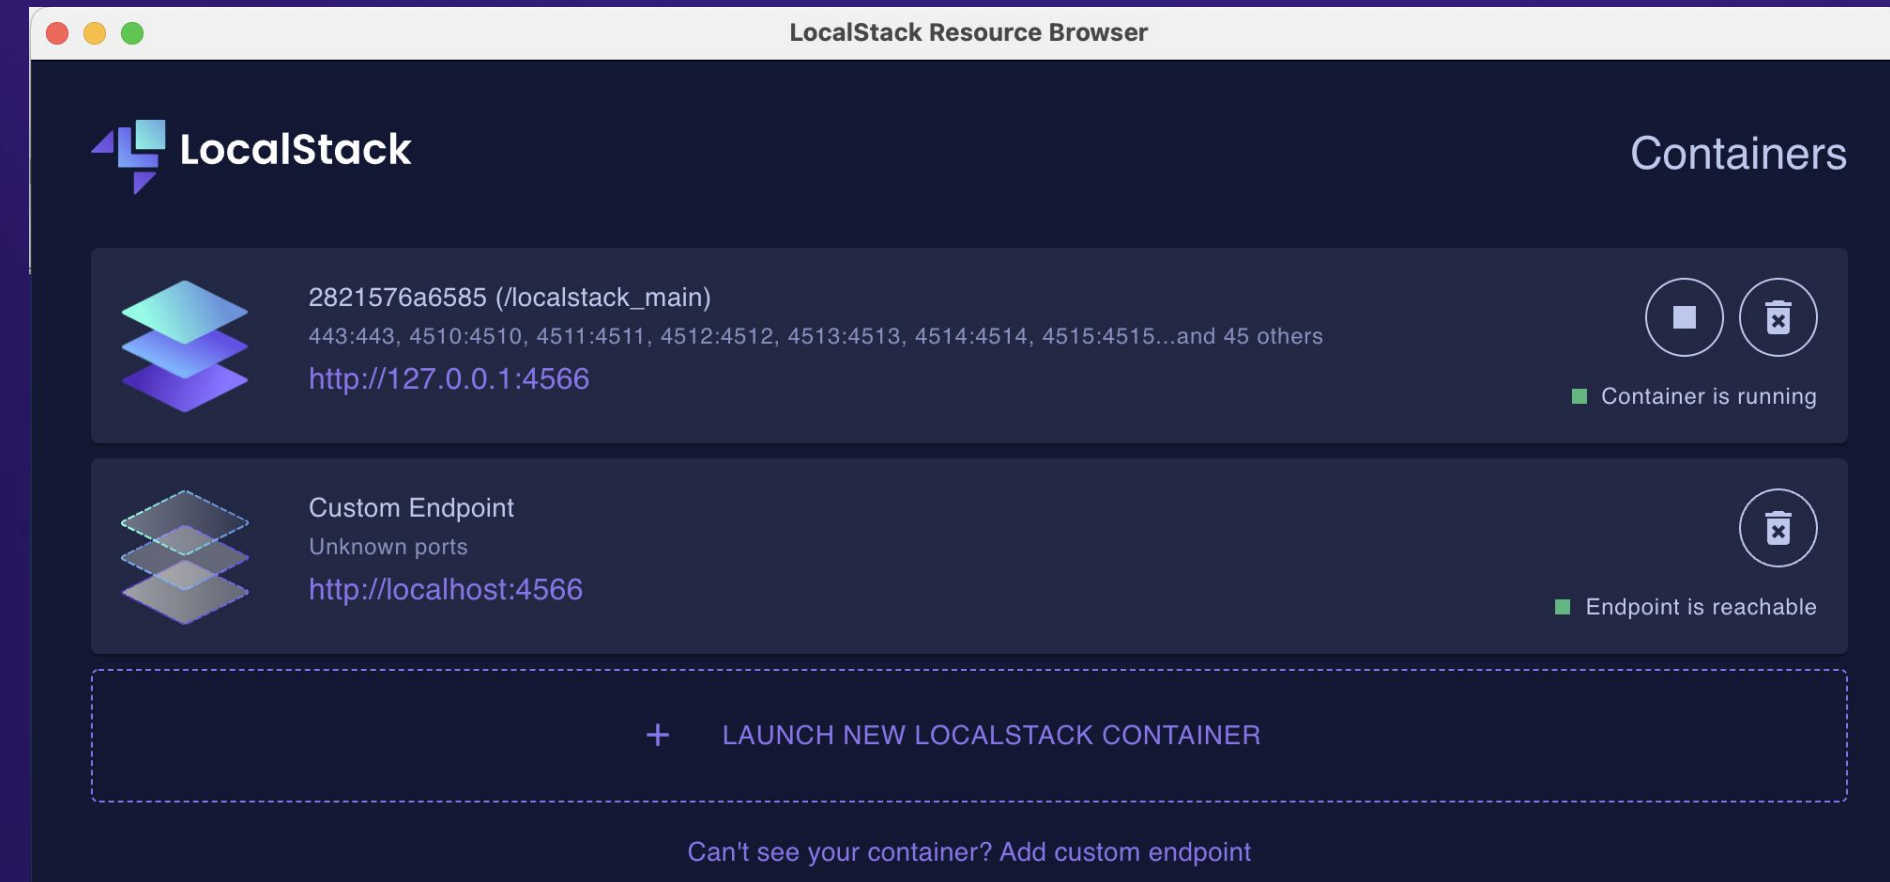 LocalStack Resource Browser
LocalStack
Containers
2821576a6585 (/localstack_main)
443:443, 4510:4510, 4511:4511, 4512:4512, 4513:4513, 4514:4514, 4515:4515...and 45 others
http://127.0.0.1:4566
Container is running
Custom Endpoint
Unknown ports
http://localhost:4566
Endpoint is reachable
+ LAUNCH NEW LOCALSTACK CONTAINER
Can't see your container? Add custom endpoint